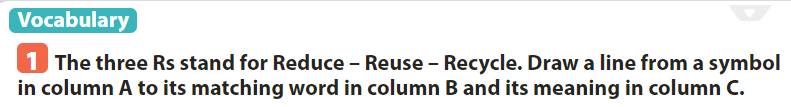 Vocabulary
1 The three Rs stand for Reduce – Reuse – Recycle. Draw a line from a symbol
in column A to its matching word in column B and its meaning in column C.